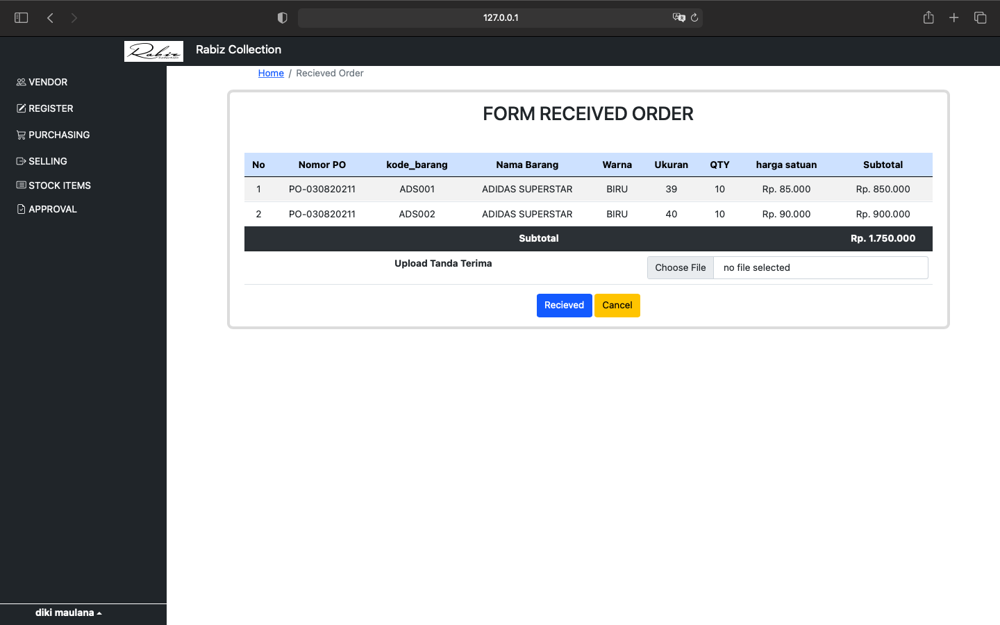 127.0.0.1
Rabiz Collection Rabiz Collection
VENDOR
REGISTER
PURCHASING
SELLING
STOCK ITEMS
APPROVAL
diki maulana
Home / Recieved Order
FORM RECEIVED ORDER
No Nomor PO kode_barang Nama Barang Warna Ukuran QTY harga satuan Subtotal
1 PO-030820211 ADS001 ADIDAS SUPERSTAR BIRU 39 10 Rp. 85.000 Rp. 850.000
2 PO-030820211 ADS002 ADIDAS SUPERSTAR BIRU 40 10 Rp. 90.000 Rp. 900.000
Subtotal Rp. 1.750.000
Upload Tanda Terima Choose File no file selected
Recieved Cancel